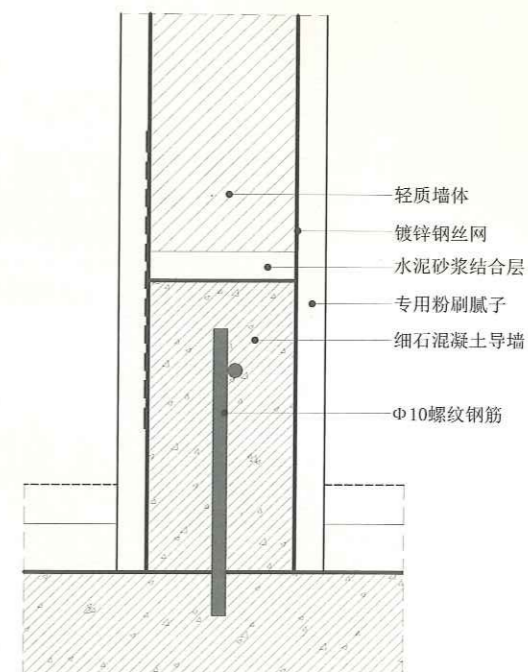 轻质墙体
镀锌钢丝网
水泥砂浆结合层
专用粉刷腻子
细石混凝土导墙
Φ10螺纹钢筋